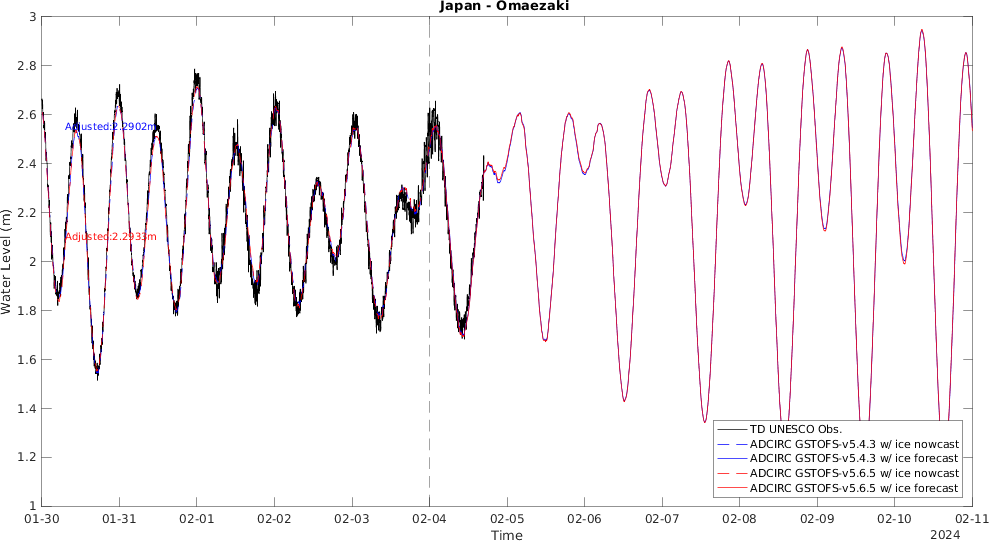 Japan - Omaezaki
3
2.8
2.6
2.4
2.2
2
1.8
1.6
1.4
1.2
1
Water Level (m)
Adjusted:2.2902m
Adjusted:2.2933m
TD UNESCO Obs.
ADCIRC GSTOFS-v5.4.3 w/ ice nowcast
ADCIRC GSTOFS-v5.4.3 w/ ice forecast
ADCIRC GSTOFS-v5.6.5 w/ ice nowcast
ADCIRC GSTOFS-v5.6.5 w/ ice forecast
01-30 01-31 02-01 02-02 02-03 02-04 02-05 02-06 02-07 02-08 02-09 02-10 02-11
Time
2024